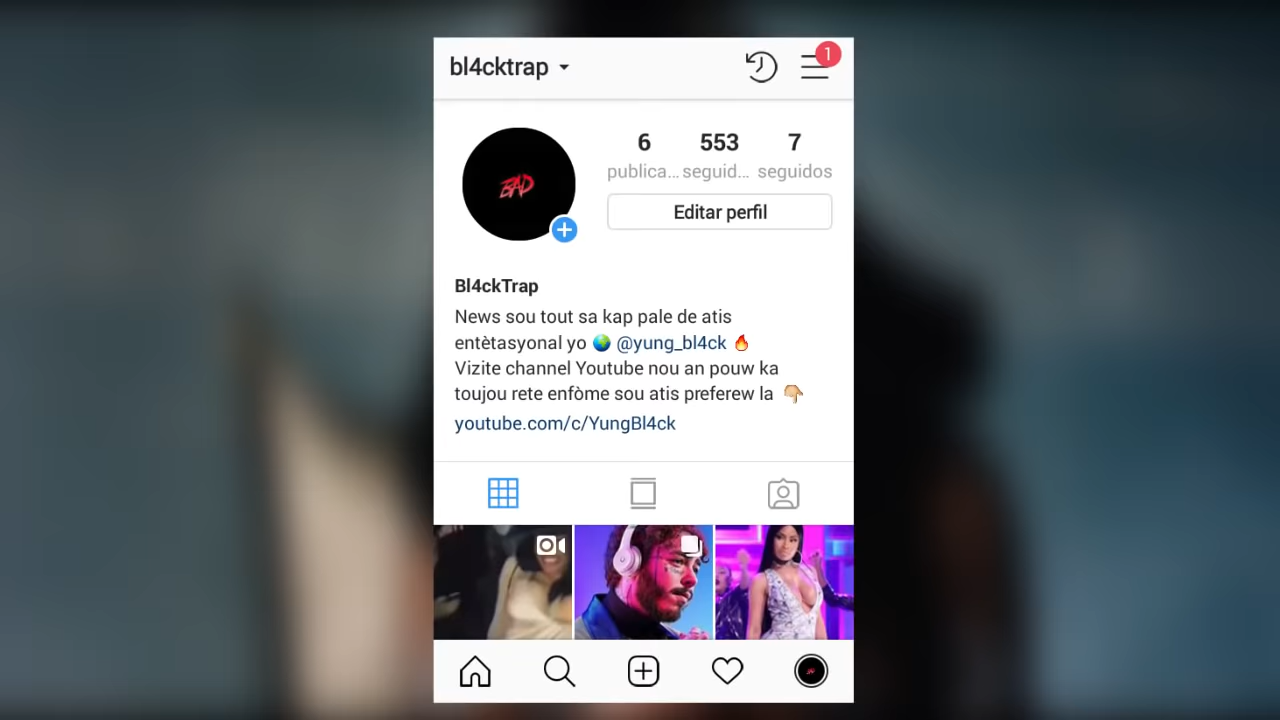 bl4cktrap
1
BAD
6 553 7
publica... seguid... seguidos
Editar perfil
Bl4ckTrap
News sou tout sa kap pale de atis
entètasyonal yo 🌏 @yung_bl4ck 🔥
Vizite channel Youtube nou an pouw ka
toujou rete enfòme sou atis preferew la 👇🏼
youtube.com/c/YungBl4ck